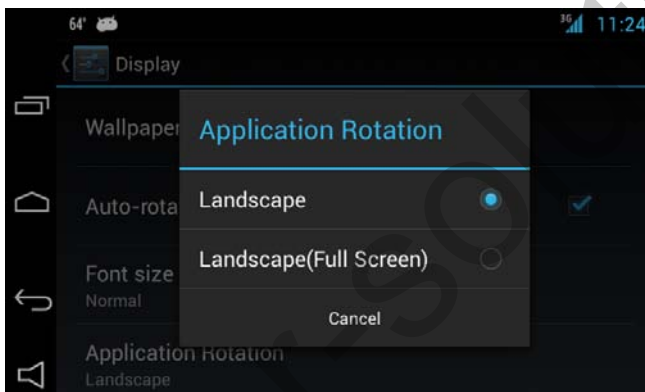 64°
3G
11:24
Display
Wallpaper
Application Rotation
Landscape
Auto-rota
Landscape(Full Screen)
Font size
Normal
Cancel
Application Rotation
Landscape